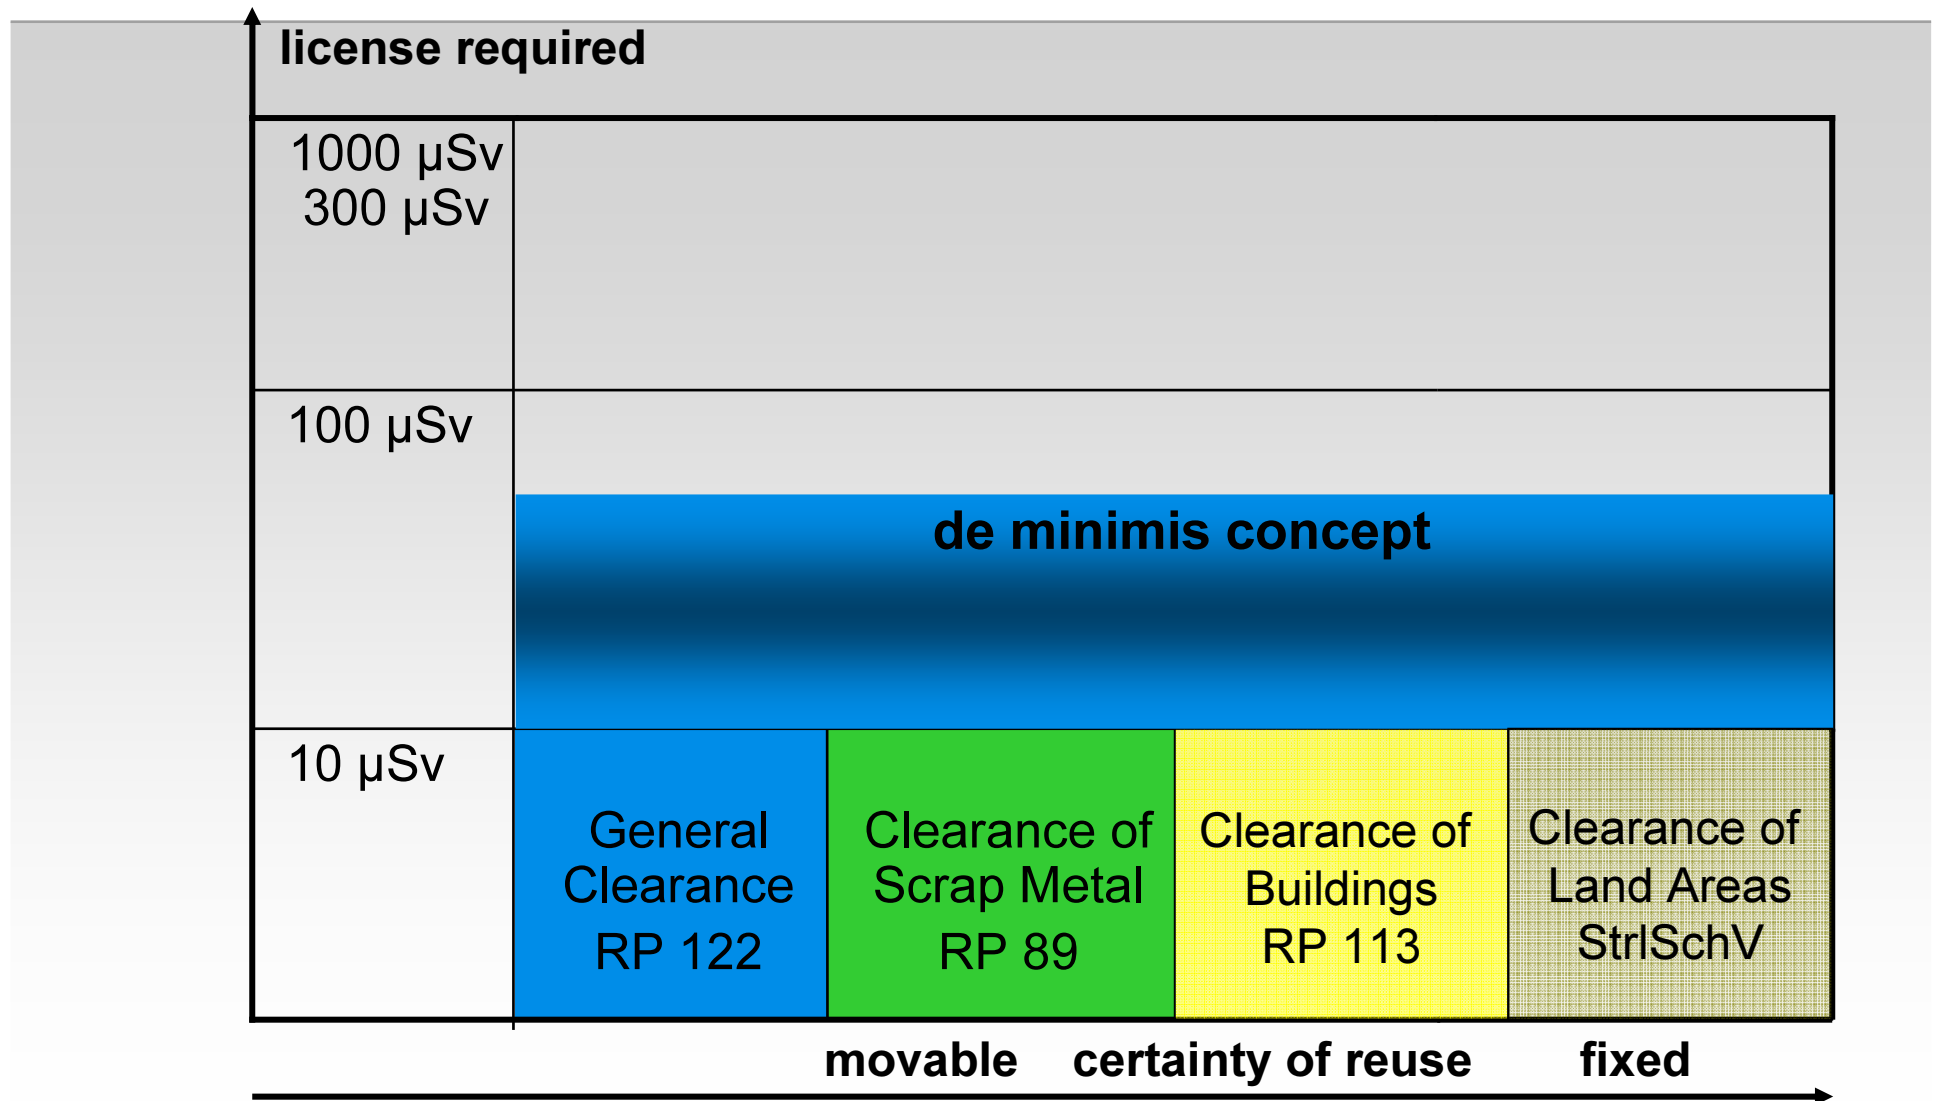 license required
1000 µSv
300 µSv
100 µSv
de minimis concept
10 µSv
General
Clearance
RP 122
Clearance of
Scrap Metal
RP 89
Clearance of
Buildings
RP 113
Clearance of
Land Areas
StrlSchV
movable certainty of reuse fixed